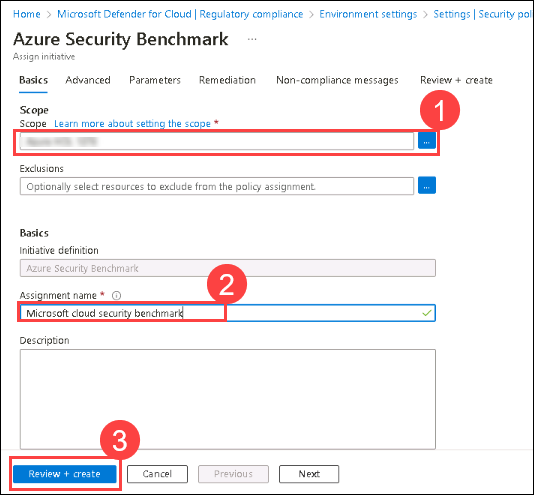 Home > Microsoft Defender for Cloud | Regulatory compliance > Environment settings > Settings | Security poli
Azure Security Benchmark ...
Assign initiative
Basics Advanced Parameters Remediation Non-compliance messages Review + create
1
Scope
Scope Learn more about setting the scope *
...
Exclusions
Optionally select resources to exclude from the policy assignment.
...
Basics
Initiative definition
Azure Security Benchmark
2
Assignment name *
Microsoft cloud security benchmark
Description
3
Review + create Cancel Previous Next